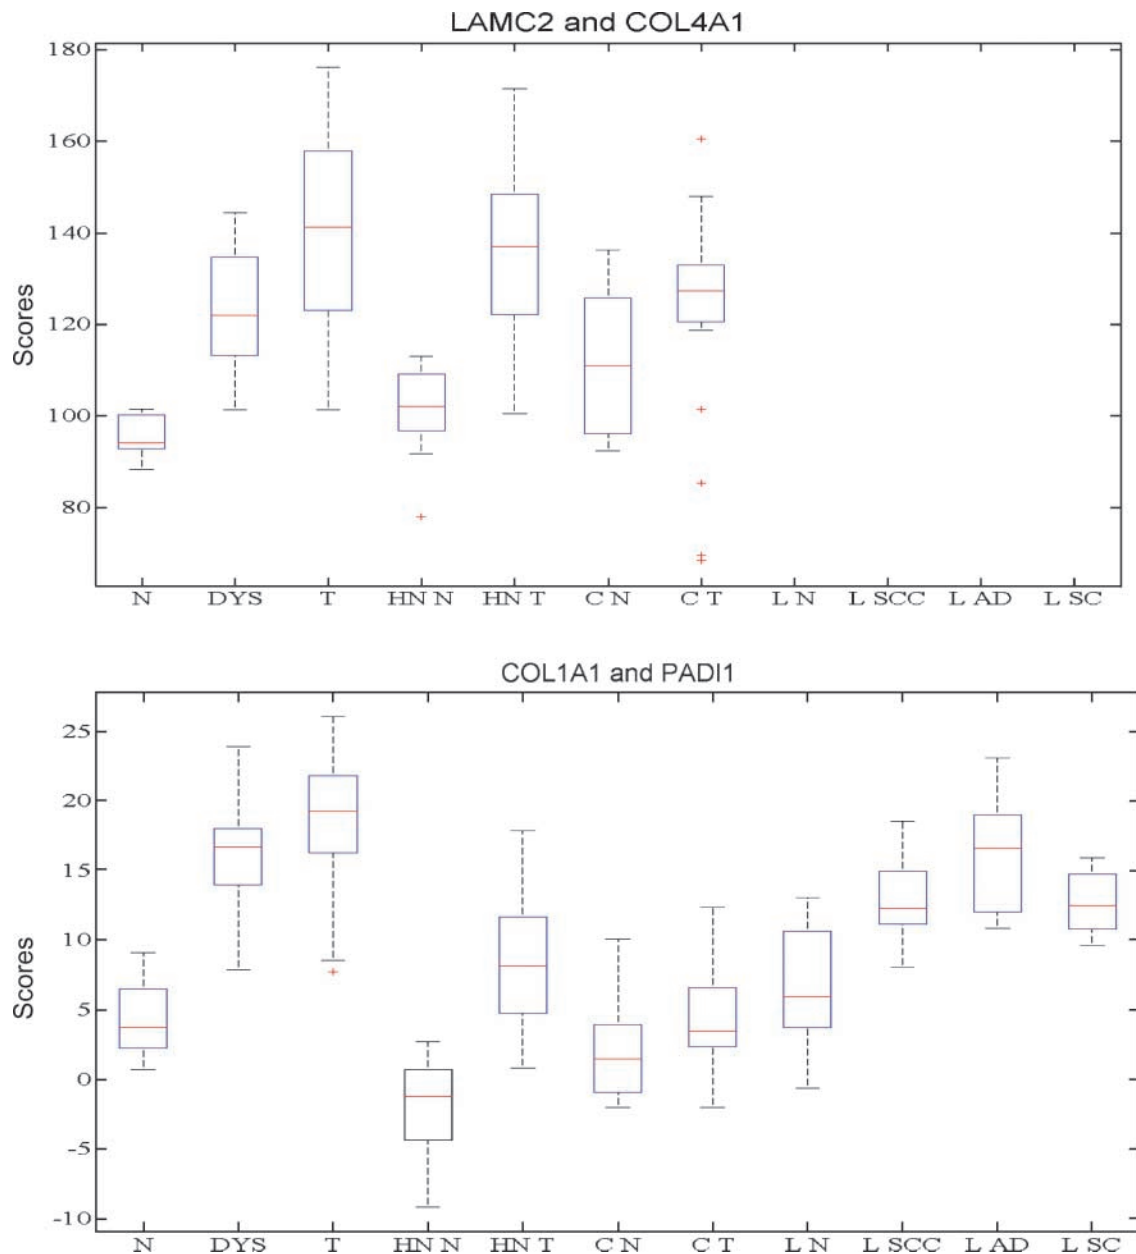 LAMC2 and COL4A1
180
160
140
120
100
80
Scores
N DYS T HN N HN T C N C T L N L SCC L AD L SC
COL1A1 and PADI1
25
20
15
10
5
0
-5
-10
Scores
N DYS T HN N HN T C N C T L N L SCC L AD L SC